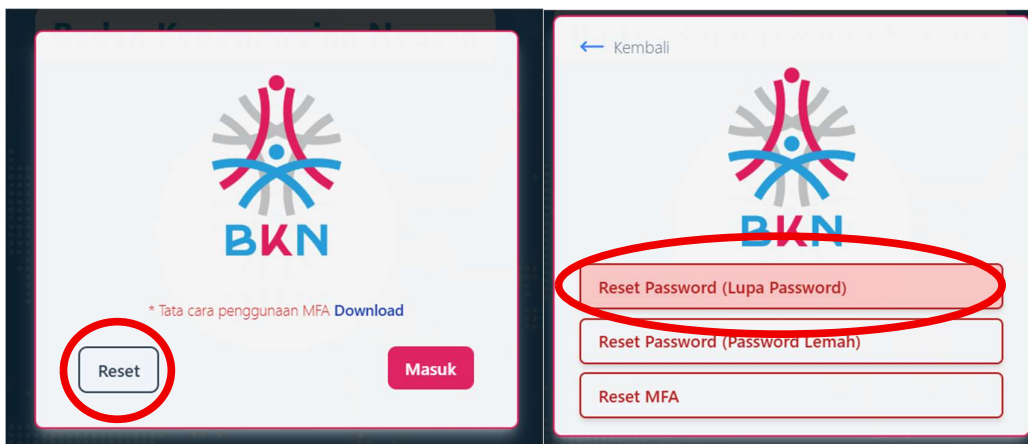 BKN
* Tata cara penggunaan MFA Download
Reset
Masuk
← Kembali
BKN
Reset Password (Lupa Password)
Reset Password (Password Lemah)
Reset MFA